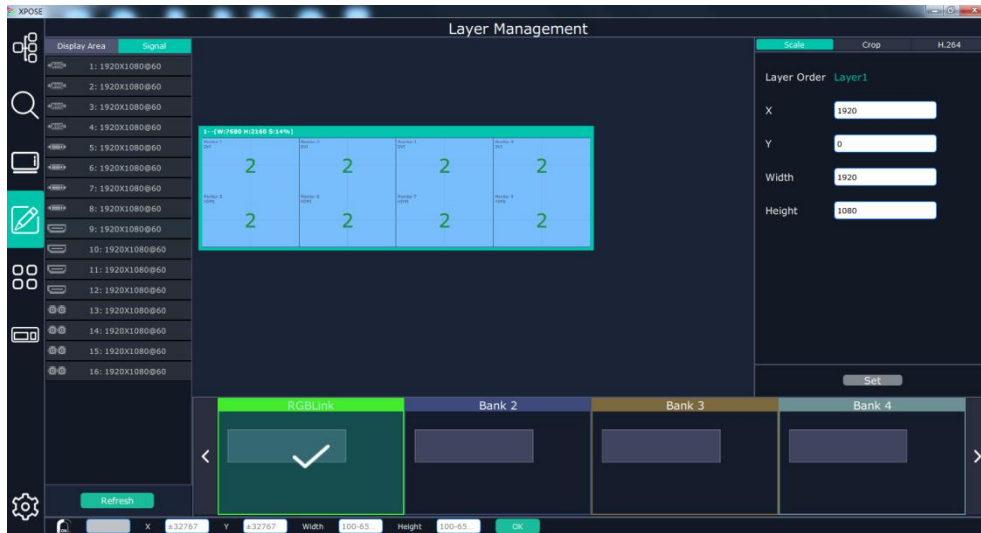 XPOSE
Layer Management
Display Area Signal
1: 1920X1080@60
2: 1920X1080@60
3: 1920X1080@60
4: 1920X1080@60
5: 1920X1080@60
6: 1920X1080@60
7: 1920X1080@60
8: 1920X1080@60
9: 1920X1080@60
10: 1920X1080@60
11: 1920X1080@60
12: 1920X1080@60
13: 1920X1080@60
14: 1920X1080@60
15: 1920X1080@60
16: 1920X1080@60
Refresh
1--(W:7680 H:2160 S:14%)
2 2 2 2
2 2 2 2
Scale Crop H.264
Layer Order Layer1
X 1920
Y 0
Width 1920
Height 1080
Set
RGBLink Bank 2 Bank 3 Bank 4
X ±32767 Y ±32767 Width 100-65... Height 100-65... OK